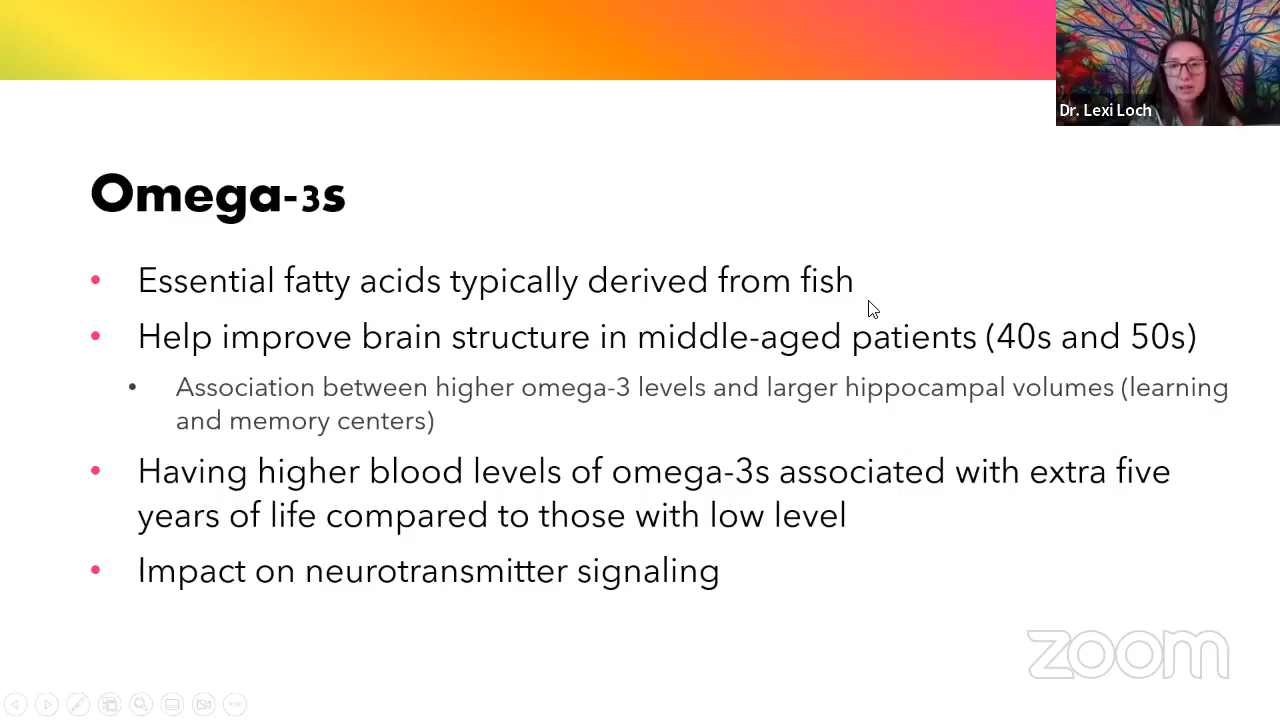 Dr. Lexi Loch
Omega-3s
• Essential fatty acids typically derived from fish
• Help improve brain structure in middle-aged patients (40s and 50s)
• Association between higher omega-3 levels and larger hippocampal volumes (learning
and memory centers)
• Having higher blood levels of omega-3s associated with extra five
years of life compared to those with low level
• Impact on neurotransmitter signaling
zoom